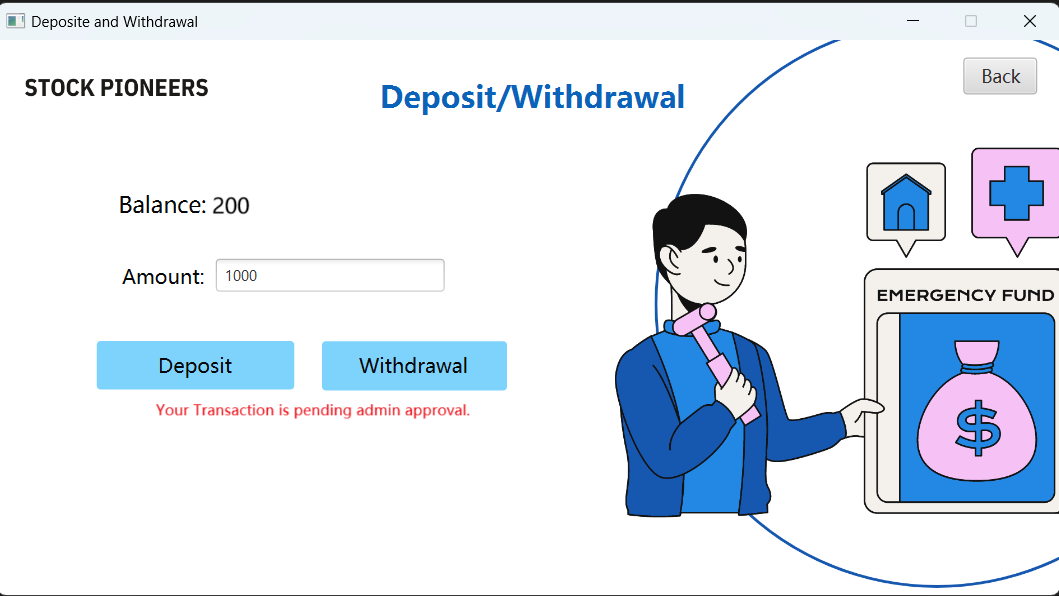 Deposite and Withdrawal
STOCK PIONEERS
Deposit/Withdrawal
Back
Balance: 200
Amount: 1000
EMERGENCY FUND
Deposit
Withdrawal
$
Your Transaction is pending admin approval.